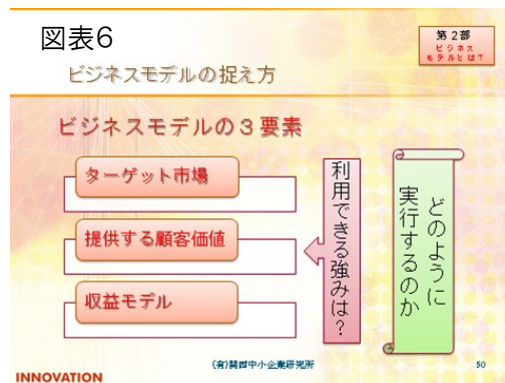 図表6
第2部
ビジネス
モデルとは?
ビジネスモデルの捉え方
ビジネスモデルの3要素
ターゲット市場
提供する顧客価値
収益モデル
利用できる強みは?
どのように
実行するのか
(有)関西中小企業研究所
50
INNOVATION